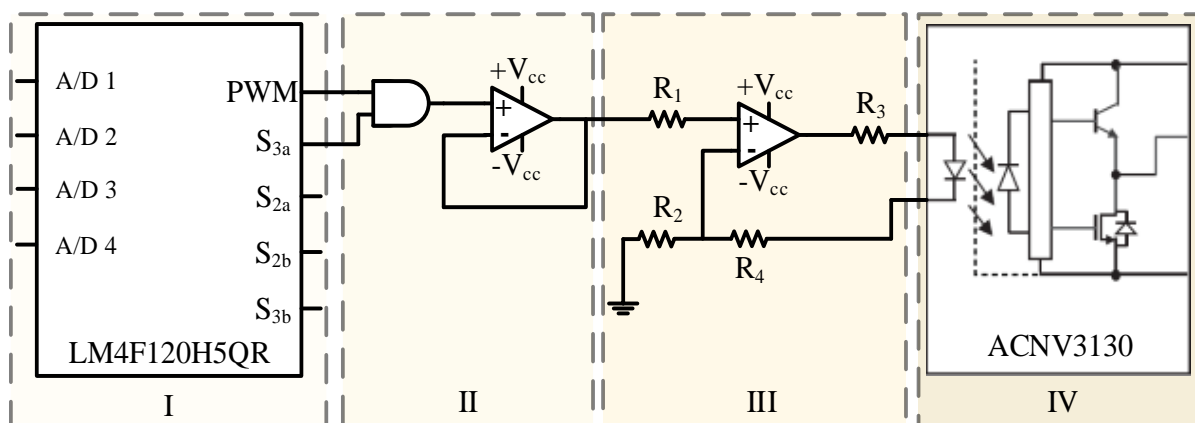 A/D 1
A/D 2
A/D 3
A/D 4
PWM
S3a
S2a
S2b
S3b
LM4F120H5QR
I
+Vcc
+
-
-Vcc
II
R1
+Vcc
+
-
-Vcc
R3
R2
R4
III
ACNV3130
IV